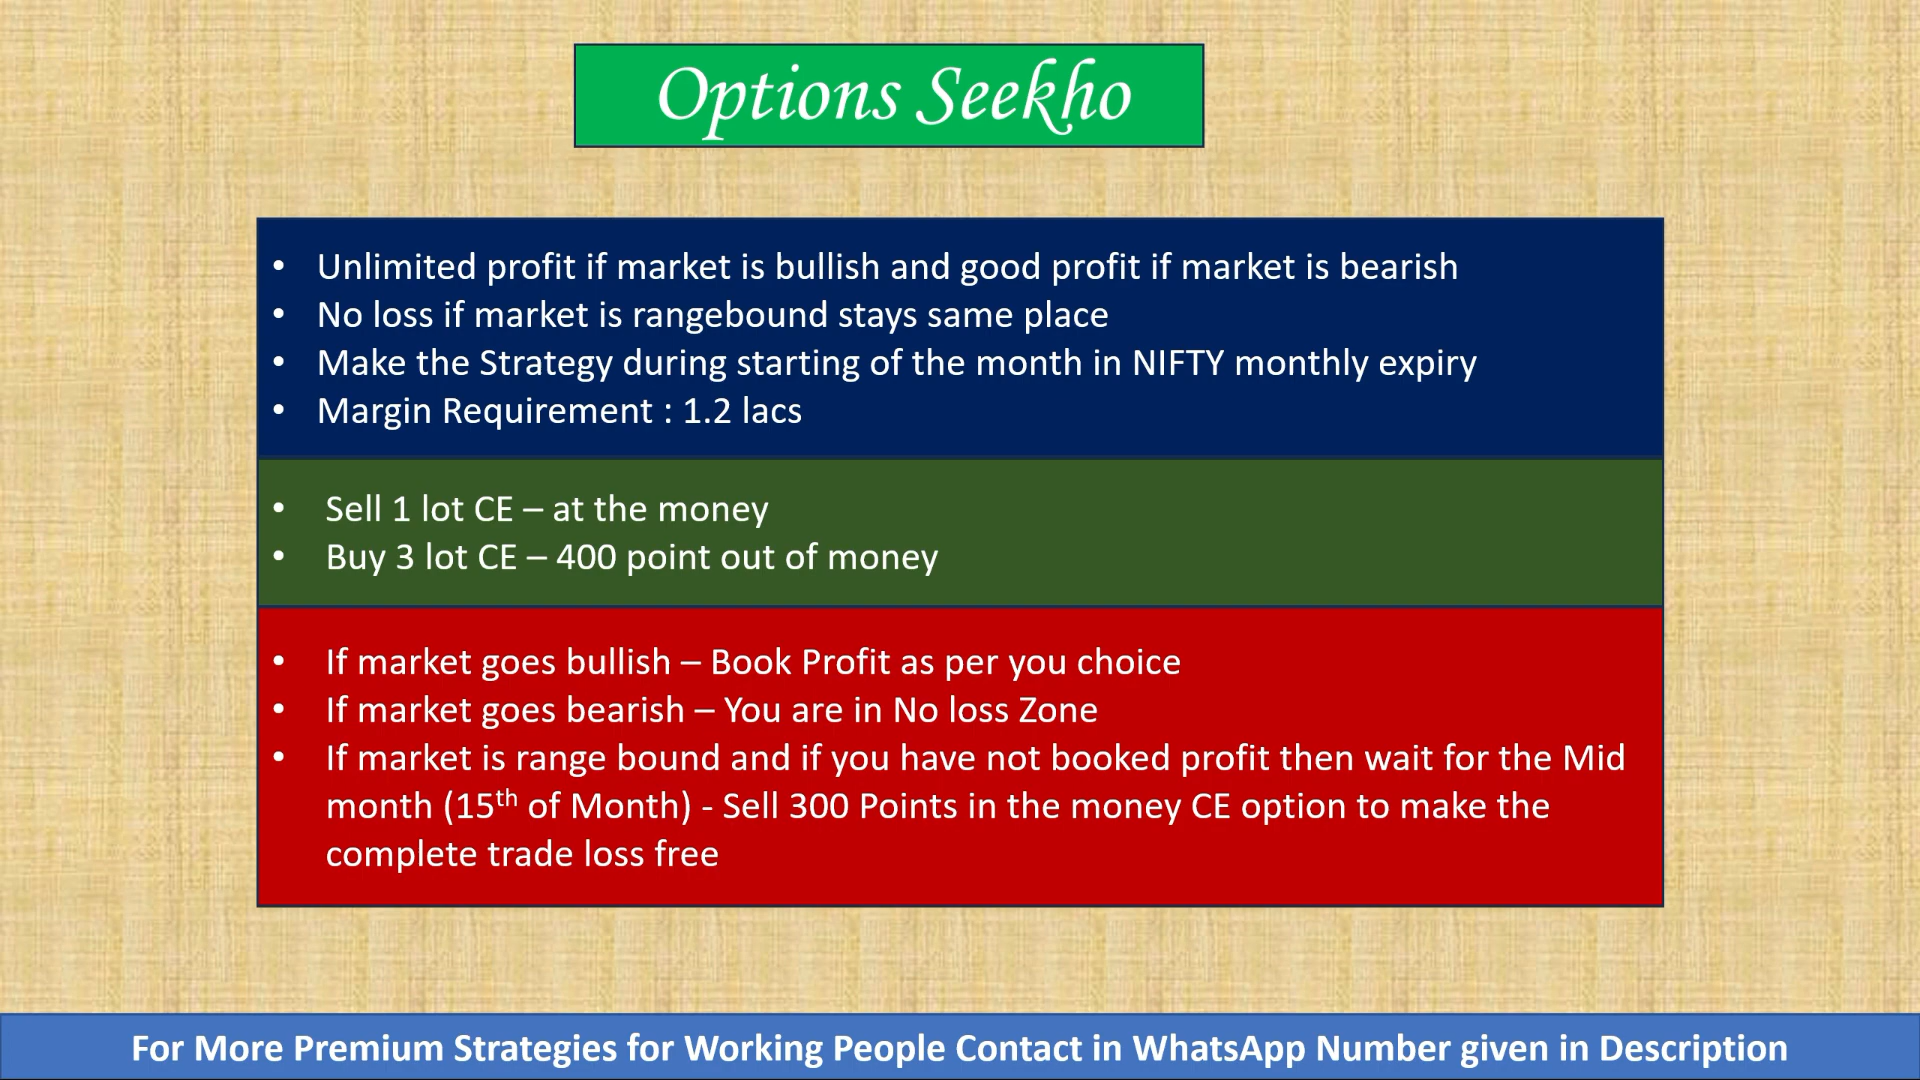 Options Seekho
• Unlimited profit if market is bullish and good profit if market is bearish
• No loss if market is rangebound stays same place
• Make the Strategy during starting of the month in NIFTY monthly expiry
• Margin Requirement : 1.2 lacs
• Sell 1 lot CE – at the money
• Buy 3 lot CE – 400 point out of money
• If market goes bullish – Book Profit as per you choice
• If market goes bearish – You are in No loss Zone
• If market is range bound and if you have not booked profit then wait for the Mid
month (15th of Month) - Sell 300 Points in the money CE option to make the
complete trade loss free
For More Premium Strategies for Working People Contact in WhatsApp Number given in Description